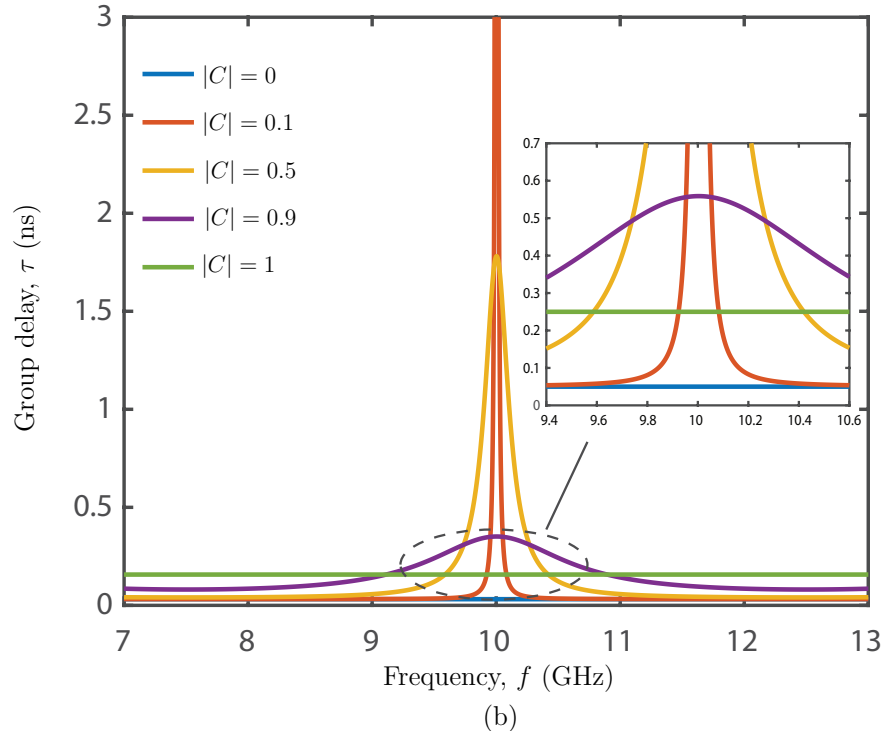 3
2.5
2
1.5
1
0.5
0
Group delay, τ (ns)
|C| = 0
|C| = 0.1
|C| = 0.5
|C| = 0.9
|C| = 1
0.7
0.6
0.5
0.4
0.3
0.2
0.1
0
9.4 9.6 9.8 10 10.2 10.4 10.6
7 8 9 10 11 12 13
Frequency, f (GHz)
(b)